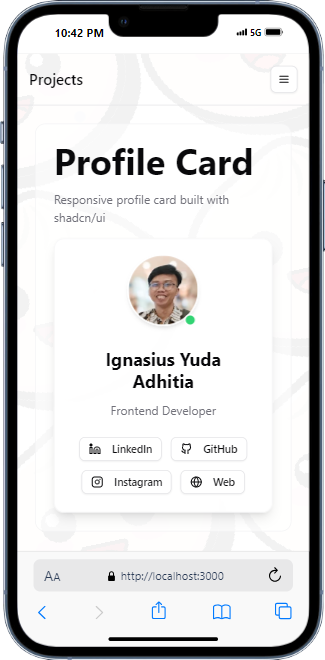 10:42 PM 5G
Projects
Profile Card
Responsive profile card built with
shadcn/ui
Ignasius Yuda
Adhitia
Frontend Developer
LinkedIn GitHub
Instagram Web
AA http://localhost:3000